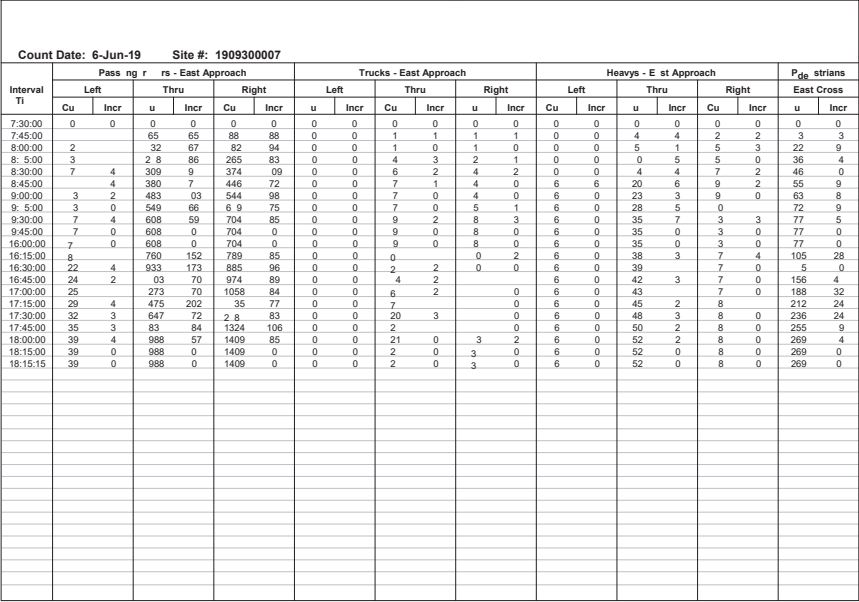 Count Date: 6-Jun-19 Site #: 1909300007
Pass ng r rs - East Approach Trucks - East Approach Heavys - E st Approach P de strians
Interval Ti Left Thru Right Left Thru Right Left Thru Right East Cross
Cu Incr u Incr Cu Incr u Incr Cu Incr u Incr Cu Incr u Incr Cu Incr u Incr
7:30:00 0 0 0 0 0 0 0 0 0 0 0 0 0 0 0 0 0 0 0 0
7:45:00 65 65 88 88 0 0 1 1 1 1 0 0 4 4 2 2 3 3
8:00:00 2 32 67 82 94 0 0 1 0 1 0 0 0 5 1 5 3 22 9
8: 5:00 3 2 8 86 265 83 0 0 4 3 2 1 0 0 0 5 5 0 36 4
8:30:00 7 4 309 9 374 09 0 0 6 2 4 2 0 0 4 4 7 2 46 0
8:45:00 4 380 7 446 72 0 0 7 1 4 0 6 6 20 6 9 2 55 9
9:00:00 3 2 483 03 544 98 0 0 7 0 4 0 6 0 23 3 9 0 63 8
9: 5:00 3 0 549 66 6 9 75 0 0 7 0 5 1 6 0 28 5 0 72 9
9:30:00 7 4 608 59 704 85 0 0 9 2 8 3 6 0 35 7 3 3 77 5
9:45:00 7 0 608 0 704 0 0 0 9 0 8 0 6 0 35 0 3 0 77 0
16:00:00 7 0 608 0 704 0 0 0 9 0 8 0 6 0 35 0 3 0 77 0
16:15:00 8 760 152 789 85 0 0 0 0 2 6 0 38 3 7 4 105 28
16:30:00 22 4 933 173 885 96 0 0 2 2 0 0 6 0 39 7 0 5 0
16:45:00 24 2 03 70 974 89 0 0 4 2 0 6 0 42 3 7 0 156 4
17:00:00 25 273 70 1058 84 0 0 6 2 0 6 0 43 7 0 188 32
17:15:00 29 4 475 202 35 77 0 0 7 0 6 0 45 2 8 212 24
17:30:00 32 3 647 72 2 8 83 0 0 20 3 0 6 0 48 3 8 0 236 24
17:45:00 35 3 83 84 1324 106 0 0 2 0 6 0 50 2 8 0 255 9
18:00:00 39 4 988 57 1409 85 0 0 21 0 3 2 6 0 52 2 8 0 269 4
18:15:00 39 0 988 0 1409 0 0 0 2 0 3 0 6 0 52 0 8 0 269 0
18:15:15 39 0 988 0 1409 0 0 0 2 0 3 0 6 0 52 0 8 0 269 0